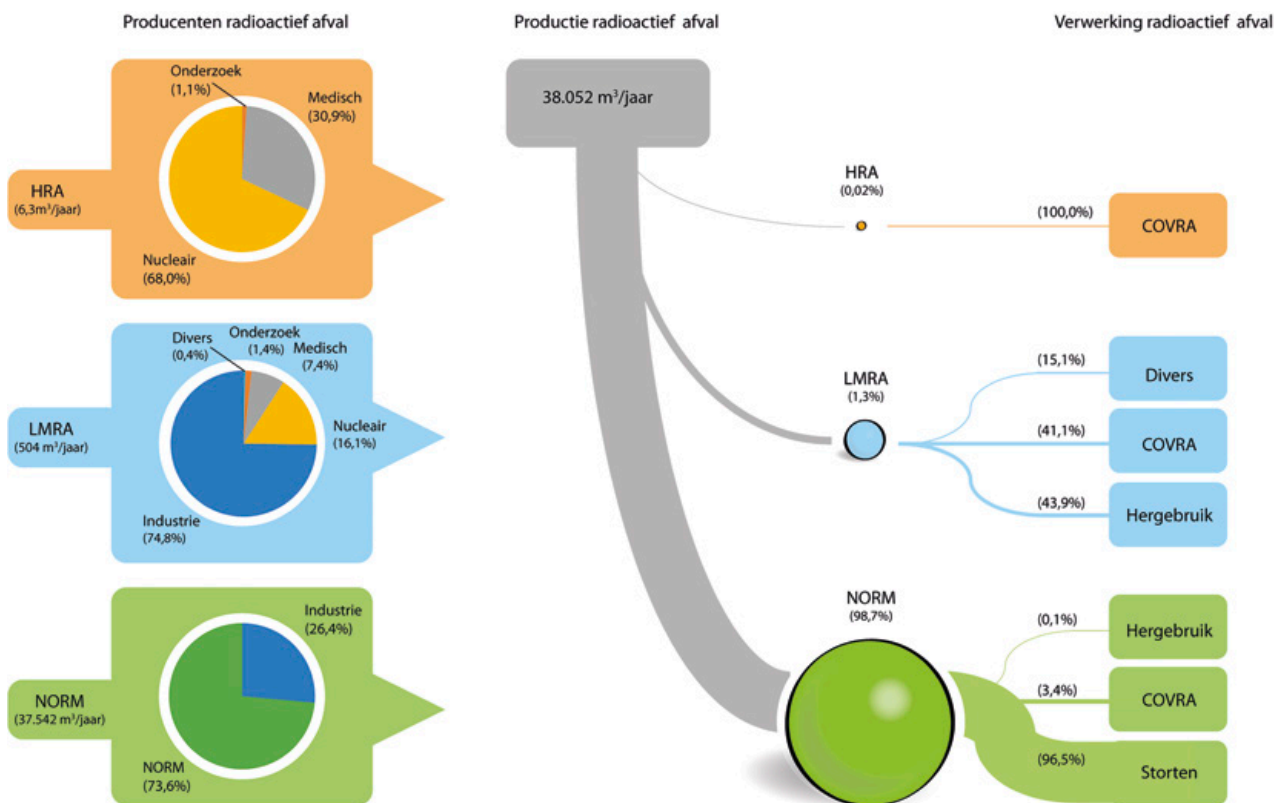 Producenten radioactief afval
Productie radioactief afval
Verwerking radioactief afval
HRA
(6,3m³/jaar)
Onderzoek
(1,1%)
Medisch
(30,9%)
Nucleair
(68,0%)
38.052 m³/jaar
HRA
(0,02%)
(100,0%)
COVRA
LMRA
(504 m³/jaar)
Divers
(0,4%)
Onderzoek
(1,4%)
Medisch
(7,4%)
Nucleair
(16,1%)
Industrie
(74,8%)
LMRA
(1,3%)
(15,1%)
Divers
(41,1%)
COVRA
(43,9%)
Hergebruik
NORM
(37.542 m³/jaar)
Industrie
(26,4%)
NORM
(73,6%)
NORM
(98,7%)
(0,1%)
Hergebruik
(3,4%)
COVRA
(96,5%)
Storten